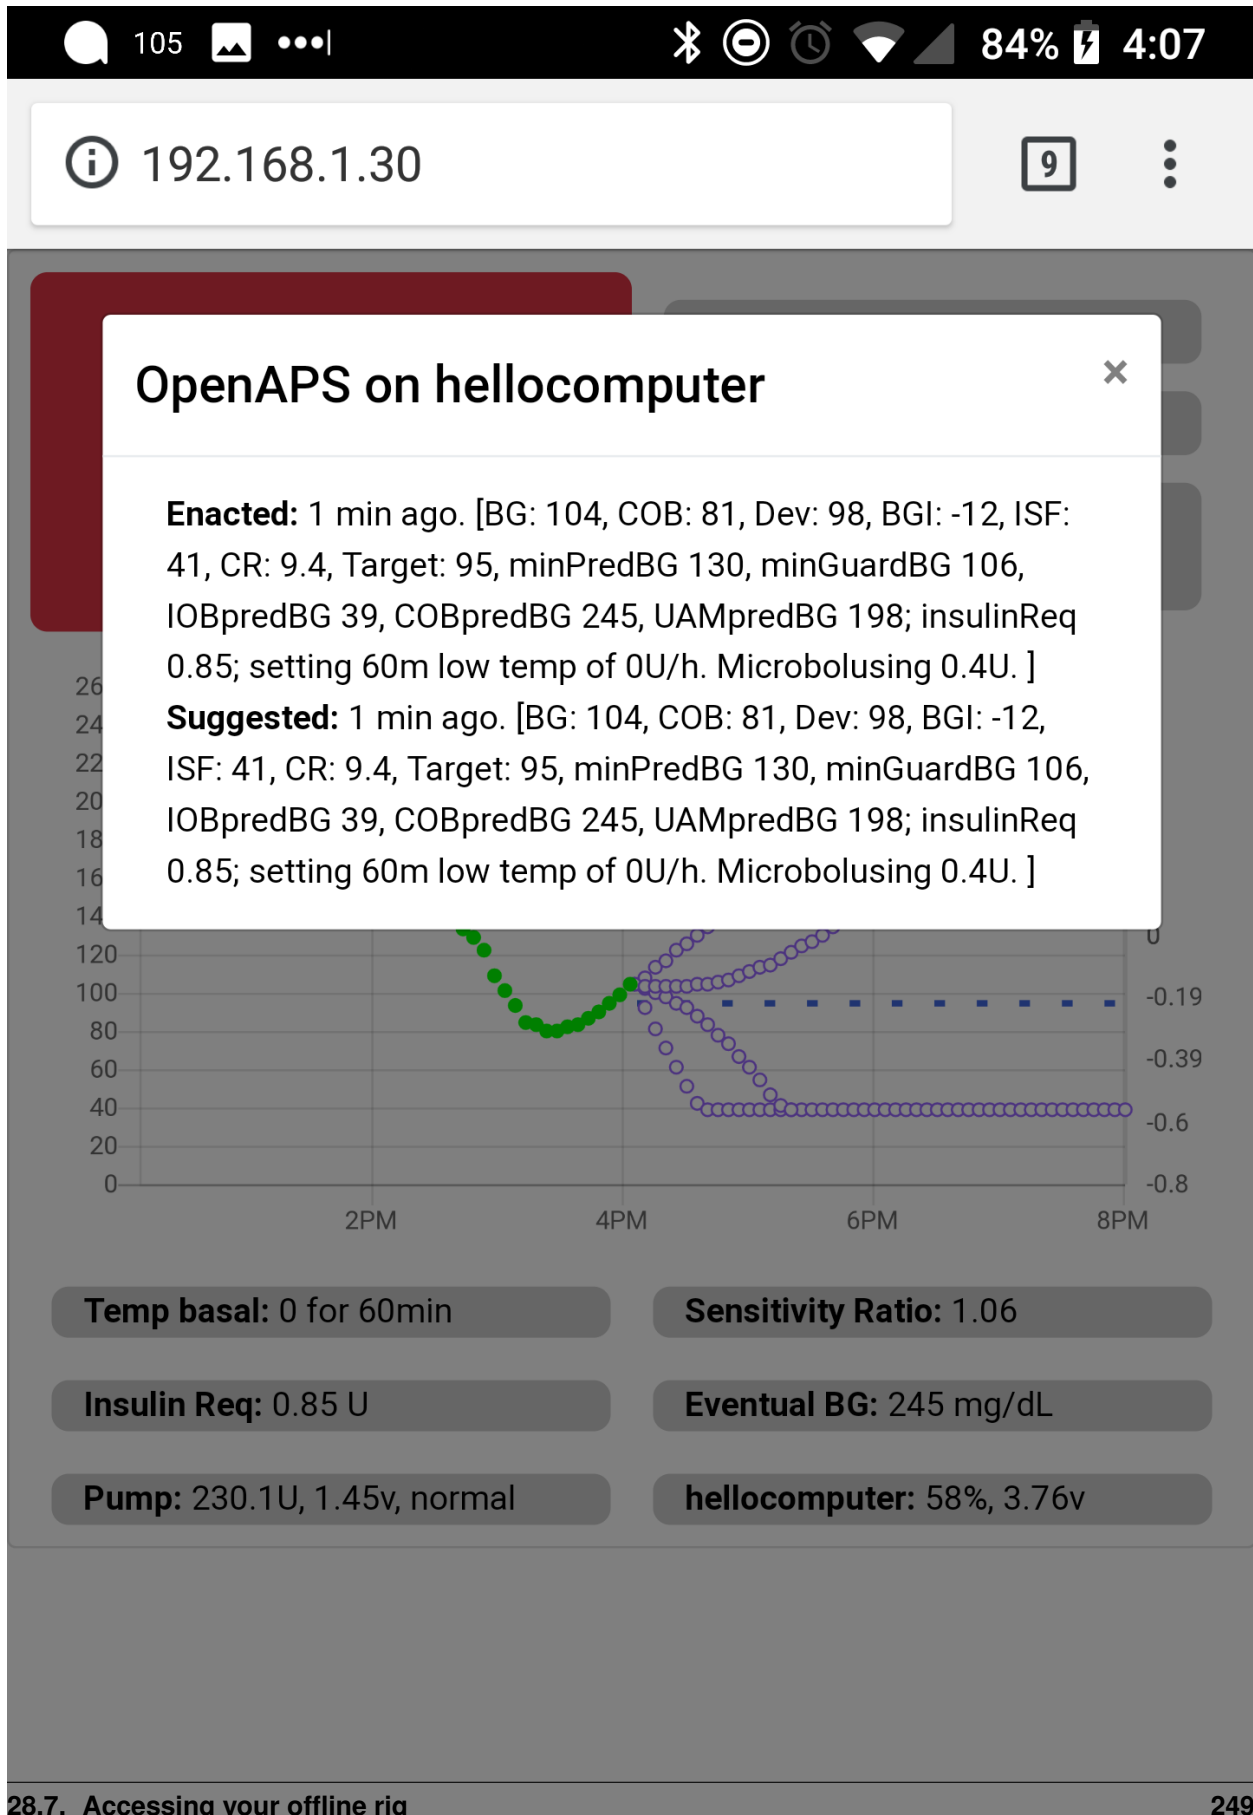 105 84% 4:07
192.168.1.30 9
OpenAPS on hellocomputer ×
Enacted: 1 min ago. [BG: 104, COB: 81, Dev: 98, BGI: -12, ISF:
41, CR: 9.4, Target: 95, minPredBG 130, minGuardBG 106,
IOBpredBG 39, COBpredBG 245, UAMpredBG 198; insulinReq
0.85; setting 60m low temp of 0U/h. Microbolusing 0.4U. ]
Suggested: 1 min ago. [BG: 104, COB: 81, Dev: 98, BGI: -12,
ISF: 41, CR: 9.4, Target: 95, minPredBG 130, minGuardBG 106,
IOBpredBG 39, COBpredBG 245, UAMpredBG 198; insulinReq
0.85; setting 60m low temp of 0U/h. Microbolusing 0.4U. ]
26
24
22
20
18
16
14
120
100
80
60
40
20
0
0
-0.19
-0.39
-0.6
-0.8
2PM 4PM 6PM 8PM
Temp basal: 0 for 60min
Sensitivity Ratio: 1.06
Insulin Req: 0.85 U
Eventual BG: 245 mg/dL
Pump: 230.1U, 1.45v, normal
hellocomputer: 58%, 3.76v
28.7. Accessing your offline rig 249